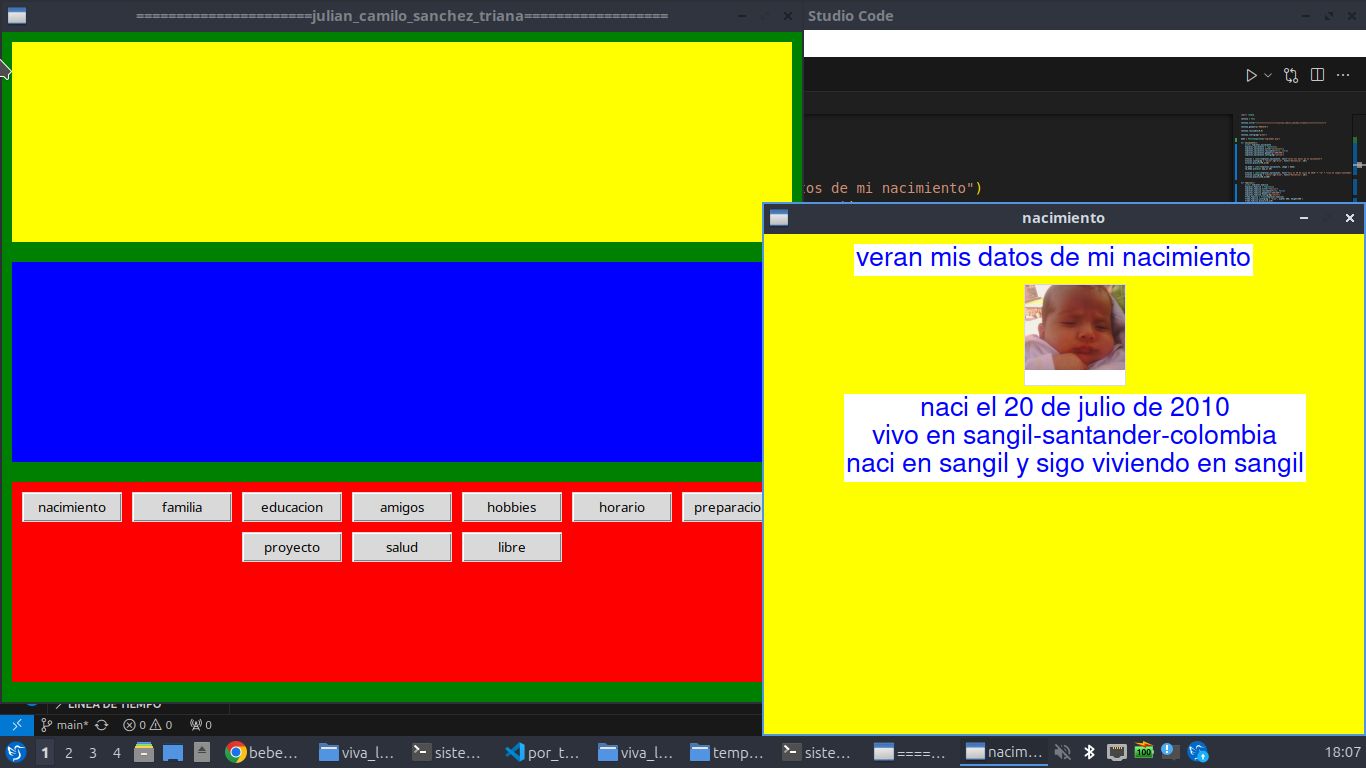 =====================julian_camilo_sanchez_triana=================
Studio Code
os de mi nacimiento")
nacimiento
veran mis datos de mi nacimiento
naci el 20 de julio de 2010
vivo en sangil-santander-colombia
naci en sangil y sigo viviendo en sangil
nacimiento familia educacion amigos hobbies horario preparacio
proyecto salud libre
LÍNEA DE TIEMPO
main* 0 0 0
1 2 3 4 bebe... viva_l... siste... por_t... viva_l... temp... siste... ====... nacim... 100 18:07